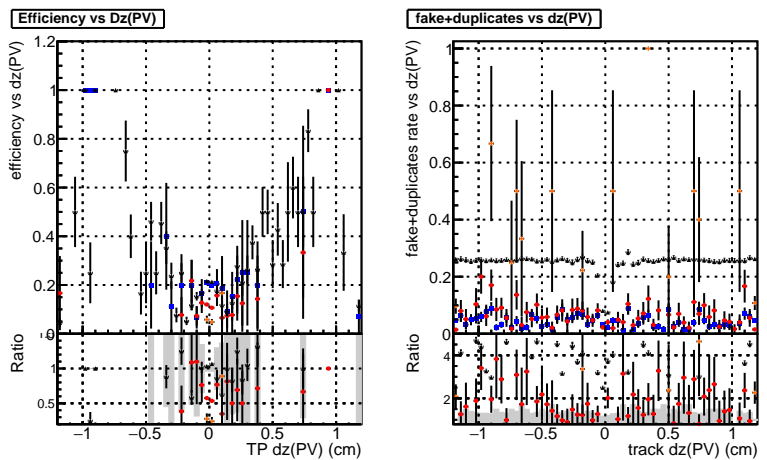 Efficiency vs Dz(PV)
efficiency vs dz(PV)
1.2
1
0.8
0.6
0.4
0.2
0
Ratio
1
0.5
−1 −0.5 0 0.5 1
TP dz(PV) (cm)
fake+duplicates vs dz(PV)
fake+duplicates rate vs dz(PV)
1
0.8
0.6
0.4
0.2
0
Ratio
4
2
−1 −0.5 0 0.5 1
track dz(PV) (cm)